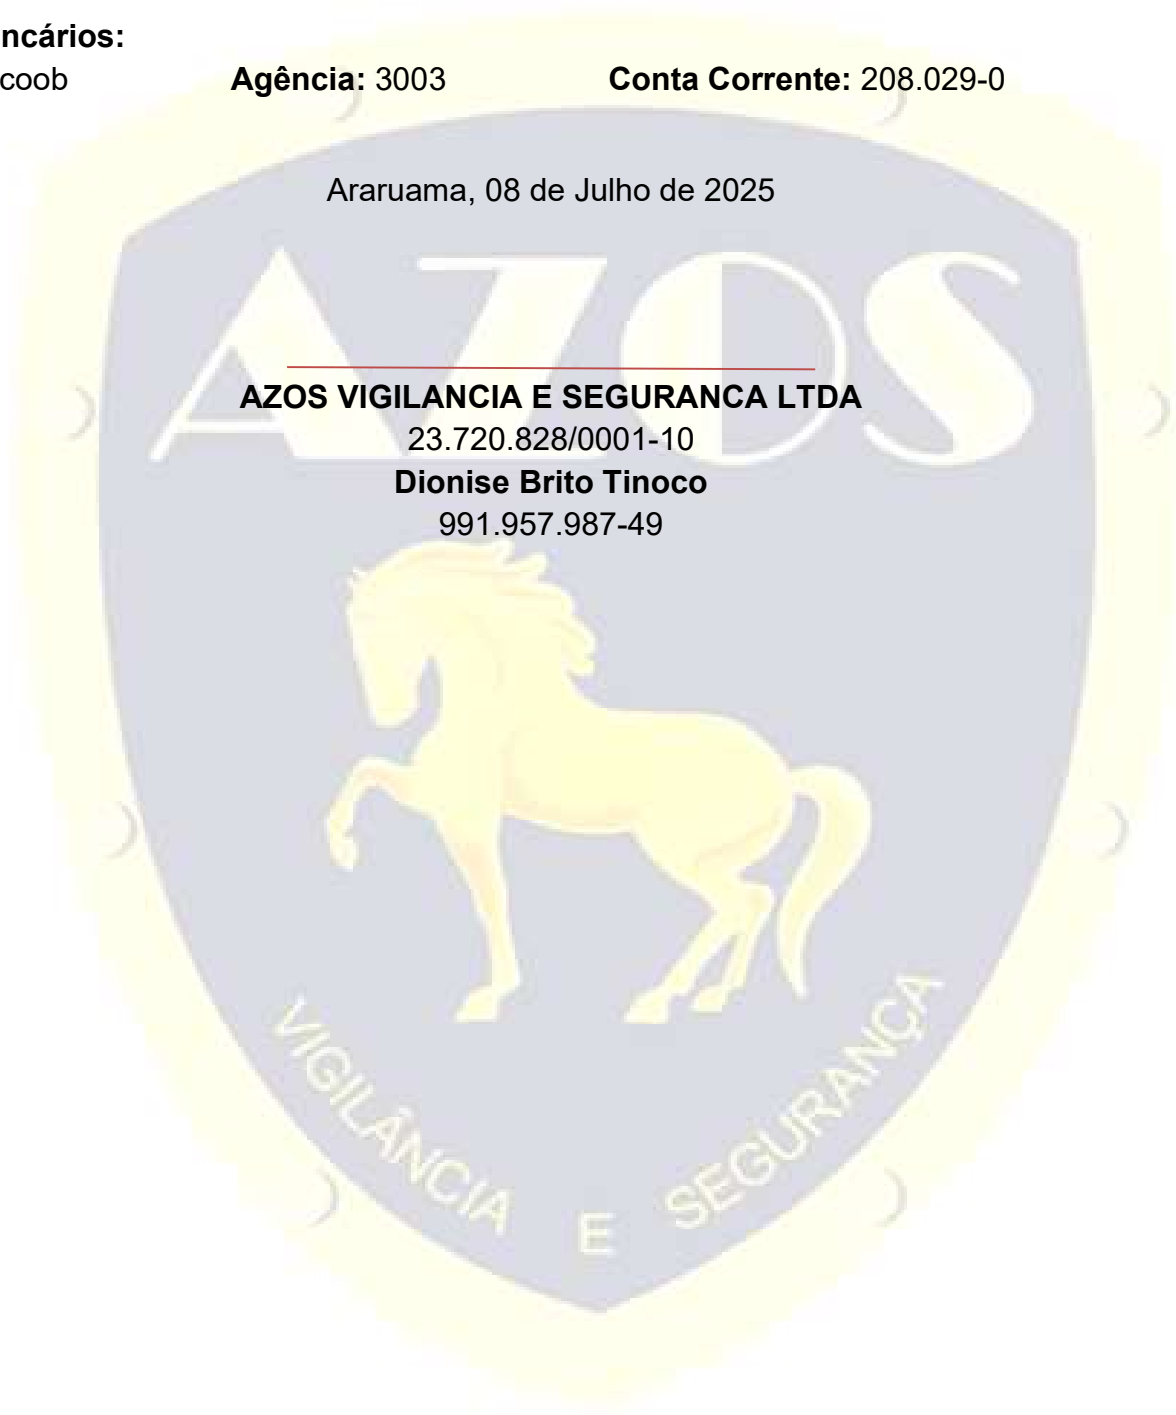 ncários:
coob Agência: 3003 Conta Corrente: 208.029-0
Araruama, 08 de Julho de 2025
AZOS
AZOS VIGILANCIA E SEGURANCA LTDA
23.720.828/0001-10
Dionise Brito Tinoco
991.957.987-49
VIGILÂNCIA E SEGURANÇA